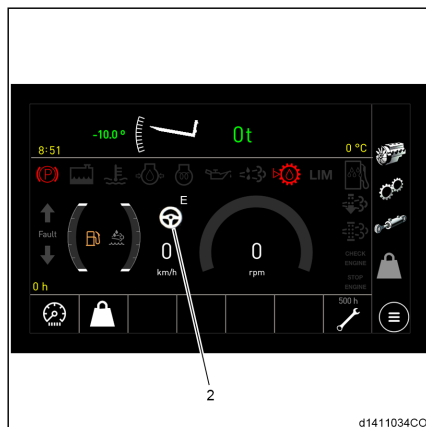 -10.0 °
0t
8:51
0 °C
(P)
LIM
E
Fault
0
km/h
0
rpm
CHECK
ENGINE
STOP
ENGINE
0 h
500 h
2
d1411034CO